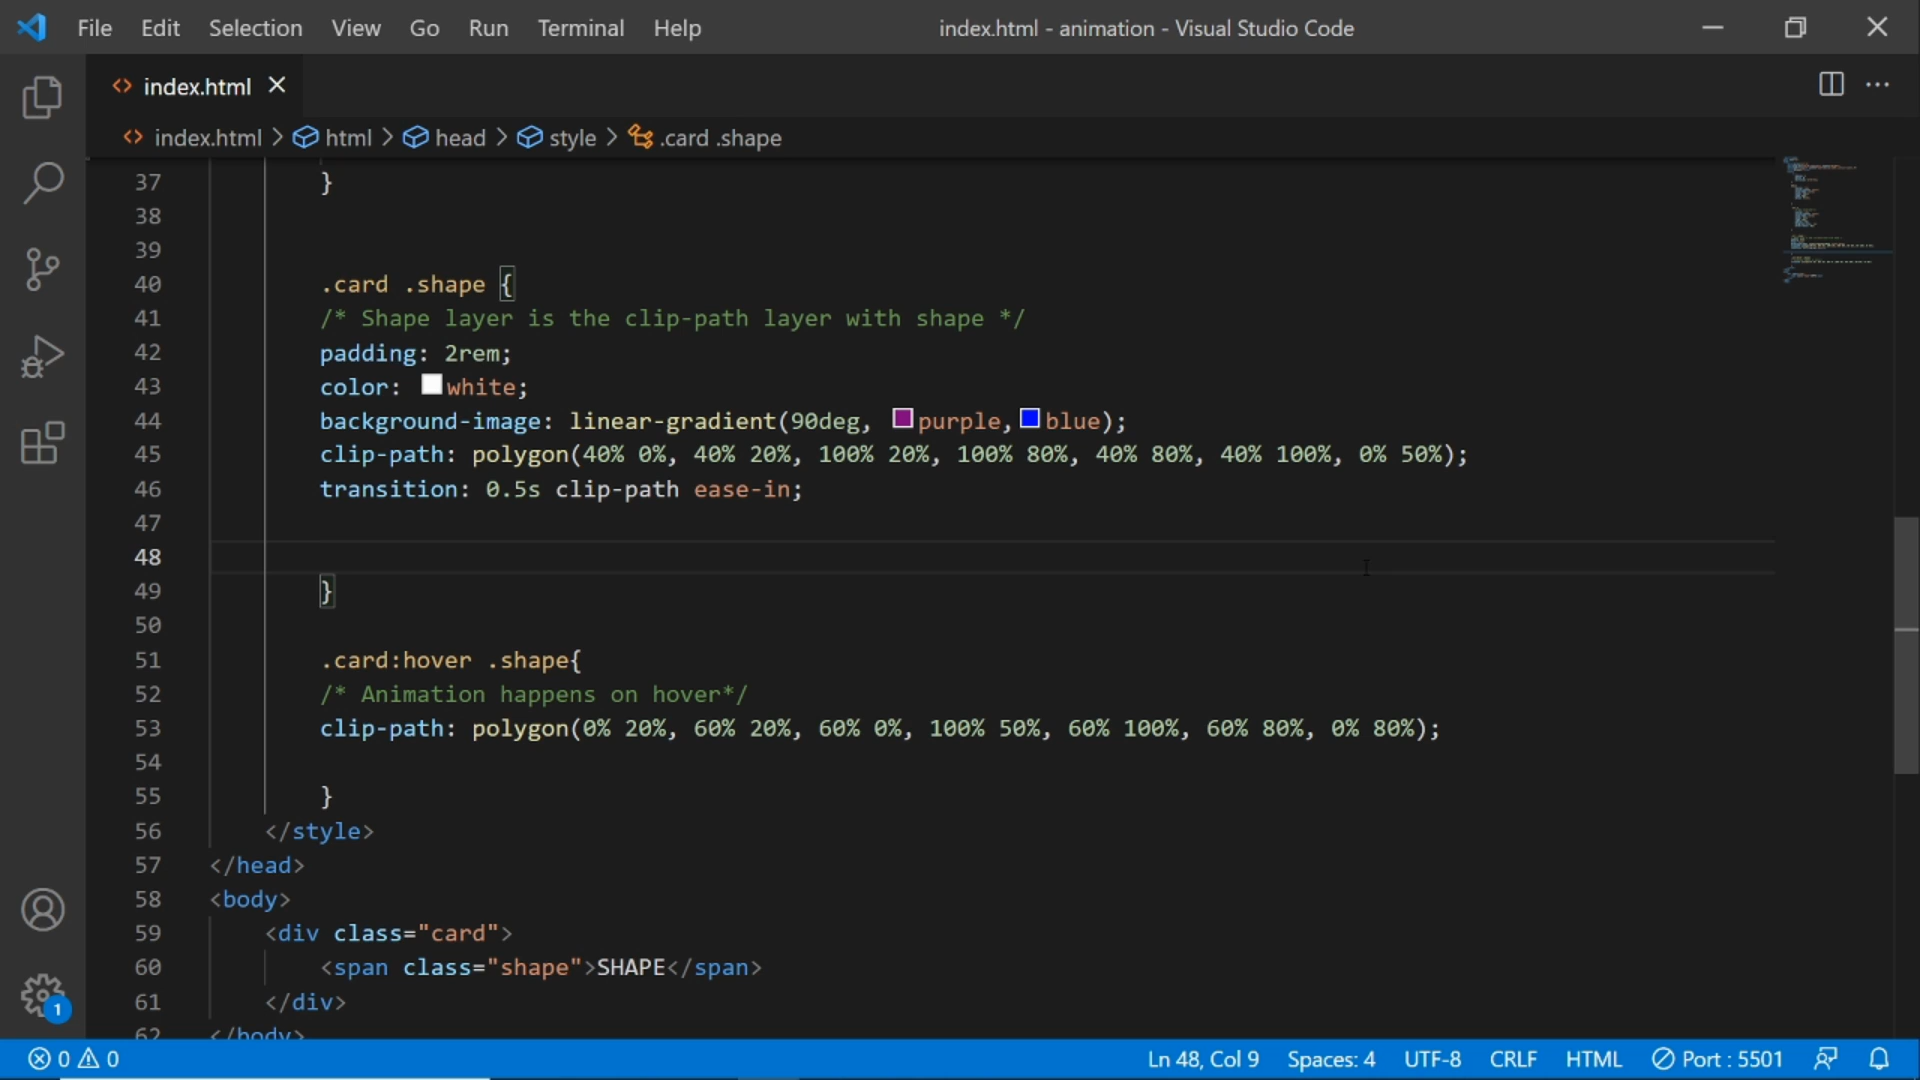 File Edit Selection View Go Run Terminal Help index.html - animation - Visual Studio Code
index.html
index.html > html > head > style > .card .shape
37 }
38
39
40 .card .shape {
41 /* Shape layer is the clip-path layer with shape */
42 padding: 2rem;
43 color: white;
44 background-image: linear-gradient(90deg, purple, blue);
45 clip-path: polygon(40% 0%, 40% 20%, 100% 20%, 100% 80%, 40% 80%, 40% 100%, 0% 50%);
46 transition: 0.5s clip-path ease-in;
47
48
49 }
50
51 .card:hover .shape{
52 /* Animation happens on hover*/
53 clip-path: polygon(0% 20%, 60% 20%, 60% 0%, 100% 50%, 60% 100%, 60% 80%, 0% 80%);
54
55 }
56 </style>
57 </head>
58 <body>
59 <div class="card">
60 <span class="shape">SHAPE</span>
61 </div>
62 </body>
1
0 0 Ln 48, Col 9 Spaces: 4 UTF-8 CRLF HTML Port : 5501